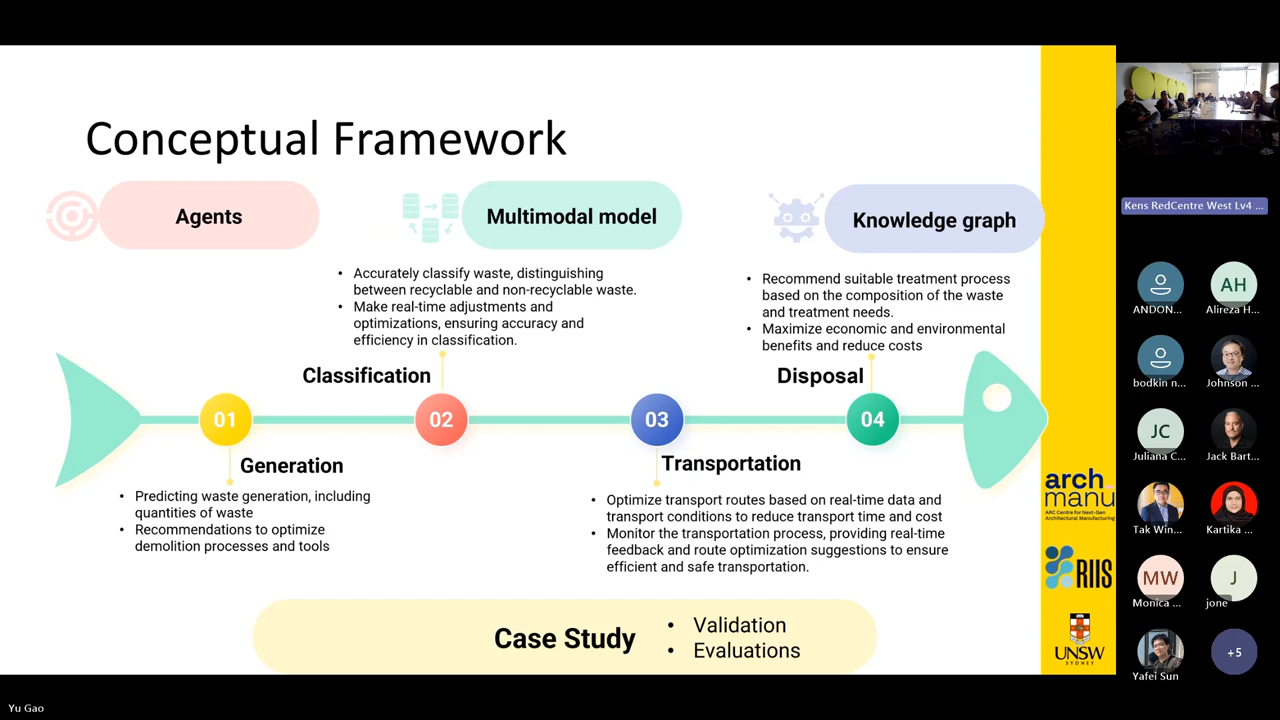 Conceptual Framework
Agents
Multimodal model
Knowledge graph
• Accurately classify waste, distinguishing
between recyclable and non-recyclable waste.
• Make real-time adjustments and
optimizations, ensuring accuracy and
efficiency in classification.
• Recommend suitable treatment process
based on the composition of the waste
and treatment needs.
• Maximize economic and environmental
benefits and reduce costs
Classification
Disposal
01
02
03
04
Generation
Transportation
• Predicting waste generation, including
quantities of waste
• Recommendations to optimize
demolition processes and tools
• Optimize transport routes based on real-time data and
transport conditions to reduce transport time and cost
• Monitor the transportation process, providing real-time
feedback and route optimization suggestions to ensure
efficient and safe transportation.
Case Study
• Validation
• Evaluations
arch
manu
ARC Centre for Next-Gen
Architectural Manufacturing
RIIS
UNSW
SYDNEY
Kens RedCentre West Lv4 ...
ANDON...
AH
Alireza H...
bodkin n...
Johnson ...
JC
Juliana C...
Jack Bart...
Tak Win...
Kartika ...
MW
Monica ...
J
jone
Yafei Sun
+5
Yu Gao